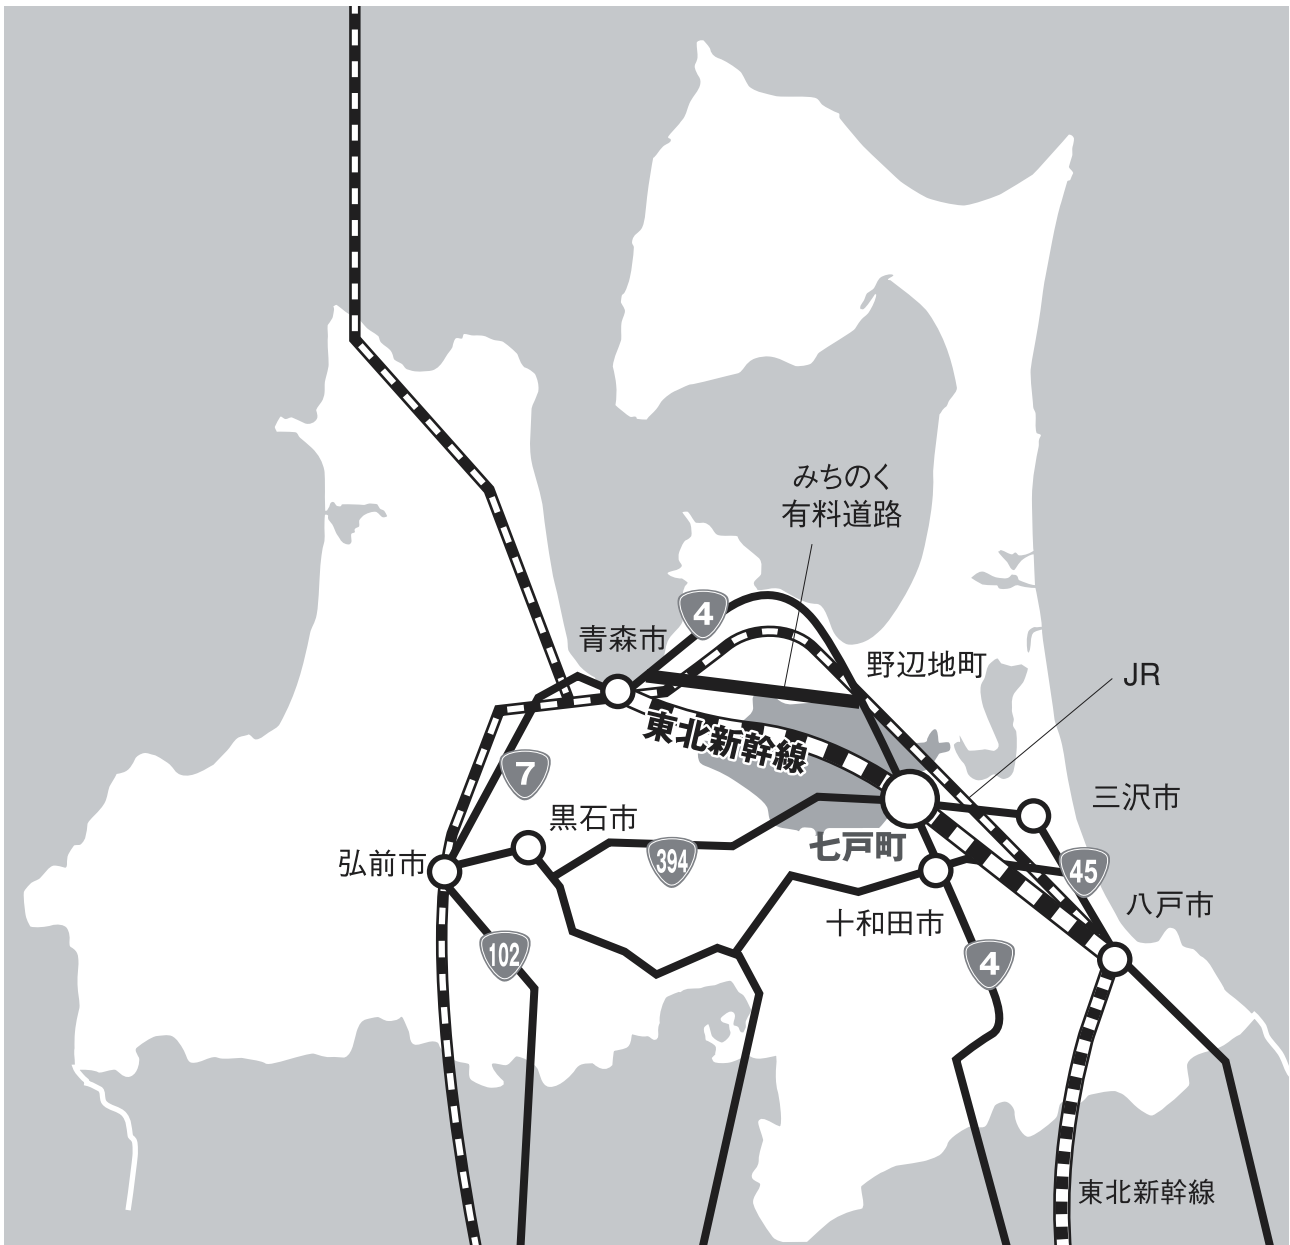 みちのく
有料道路
4
青森市
野辺地町
JR
東北新幹線
7
三沢市
黒石市
七戸町
394
弘前市
45
八戸市
十和田市
102
4
東北新幹線